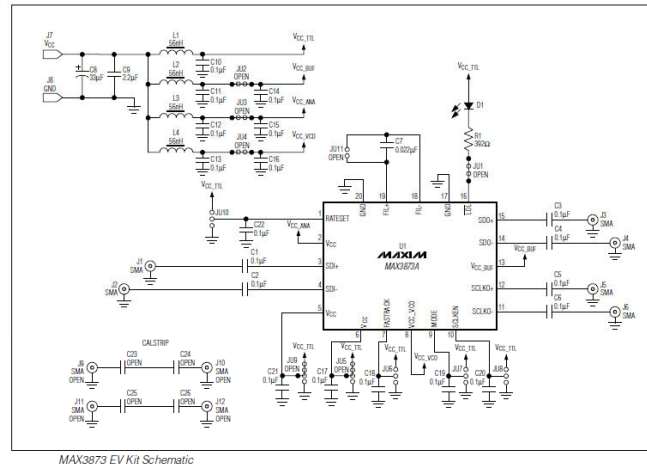 J7
VCC
C8
33µF
C9
2.2µF
J8
GND
L1
56nH
VCC_TTL
C10
0.1µF
L2
56nH
JU2
OPEN
VCC_BUF
C11
0.1µF
C14
0.1µF
L3
56nH
JU3
OPEN
VCC_ANA
C12
0.1µF
C15
0.1µF
L4
56nH
JU4
OPEN
VCC_VCO
C13
0.1µF
C16
0.1µF
VCC_TTL
D1
R1
392Ω
JU1
OPEN
JU11
OPEN
C7
0.022µF
20
19
18
17
16
GND
FIL+
FIL-
GND
LOL
VCC_TTL
JU10
C22
0.1µF
VCC_ANA
1
RATESET
2
VCC
3
SDI+
4
SDI-
5
VCC
J1
SMA
C1
0.1µF
J2
SMA
C2
0.1µF
U1
MAXIM
MAX3873A
SDO+
15
SDO-
14
VCC_BUF
13
SCLKO+
12
SCLKO-
11
C3
0.1µF
J3
SMA
C4
0.1µF
J4
SMA
VCC_BUF
C5
0.1µF
J5
SMA
C6
0.1µF
J6
SMA
VCC
FASTRACK
VCC_VCO
MODE
SCLKEN
6
7
8
9
10
VCC_TTL
JU9
OPEN
C21
0.1µF
VCC_TTL
JU5
OPEN
C17
0.1µF
VCC_TTL
JU6
C18
0.1µF
VCC_VCO
VCC_TTL
JU7
C19
0.1µF
VCC_TTL
JU8
C20
0.1µF
CALSTRIP
J9
SMA
OPEN
C23
OPEN
C24
OPEN
J10
SMA
OPEN
J11
SMA
OPEN
C25
OPEN
C26
OPEN
J12
SMA
OPEN
MAX3873 EV Kit Schematic